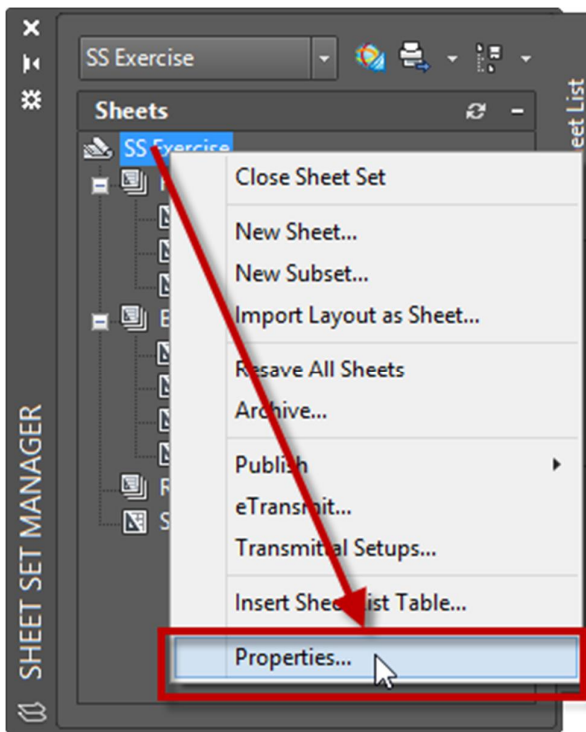 SS Exercise
Sheets
SS Exercise
Close Sheet Set
New Sheet...
New Subset...
Import Layout as Sheet...
Resave All Sheets
Archive...
Publish
eTransmit...
Transmittal Setups...
Insert Sheet List Table...
Properties...
SHEET SET MANAGER
eet List